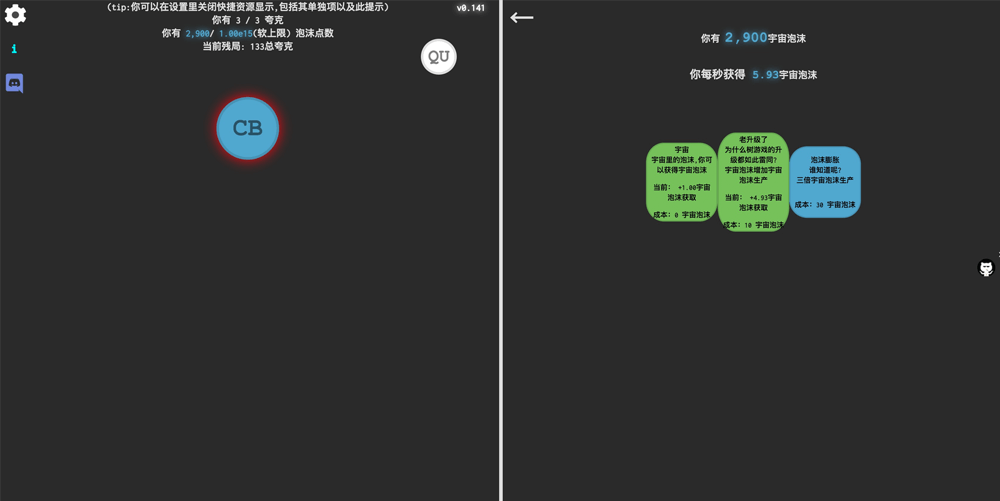 (tip:你可以在设置里关闭快捷资源显示,包括其单独项以及此提示)
v0.141
你有 3 / 3 夸克
你有 2,900/ 1.00e15(软上限) 泡沫点数
当前残局: 133总夸克
i
QU
CB
你有 2,900宇宙泡沫
你每秒获得 5.93宇宙泡沫
宇宙
宇宙里的泡沫,你可
以获得宇宙泡沫
当前: +1.00宇宙
泡沫获取
成本: 0 宇宙泡沫
老升级了
为什么树游戏的升
级都如此雷同?
宇宙泡沫增加宇宙
泡沫生产
当前: +4.93宇宙
泡沫获取
成本: 10 宇宙泡沫
泡沫膨胀
谁知道呢?
三倍宇宙泡沫生产
成本: 30 宇宙泡沫